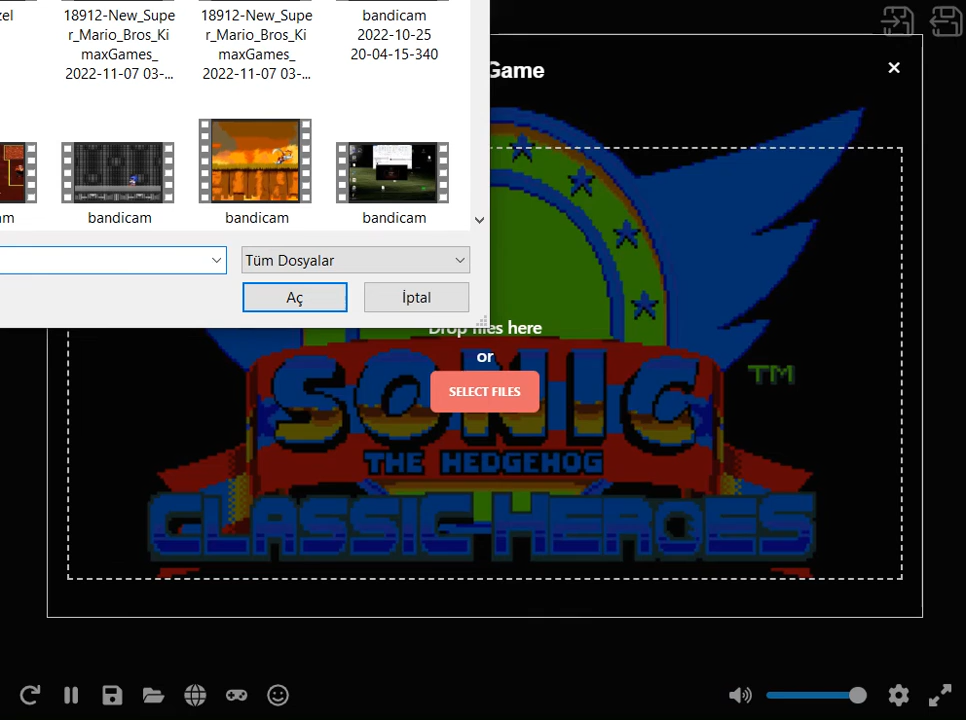 zel
18912-New_Supe
r_Mario_Bros_Ki
maxGames_
2022-11-07 03-...
18912-New_Supe
r_Mario_Bros_Ki
maxGames_
2022-11-07 03-...
bandicam
2022-10-25
20-04-15-340
am
bandicam
bandicam
bandicam
Tüm Dosyalar
Aç
İptal
Game
Drop files here
or
SELECT FILES
SONIC
TM
THE HEDGEHOG
CLASSIC HEROES